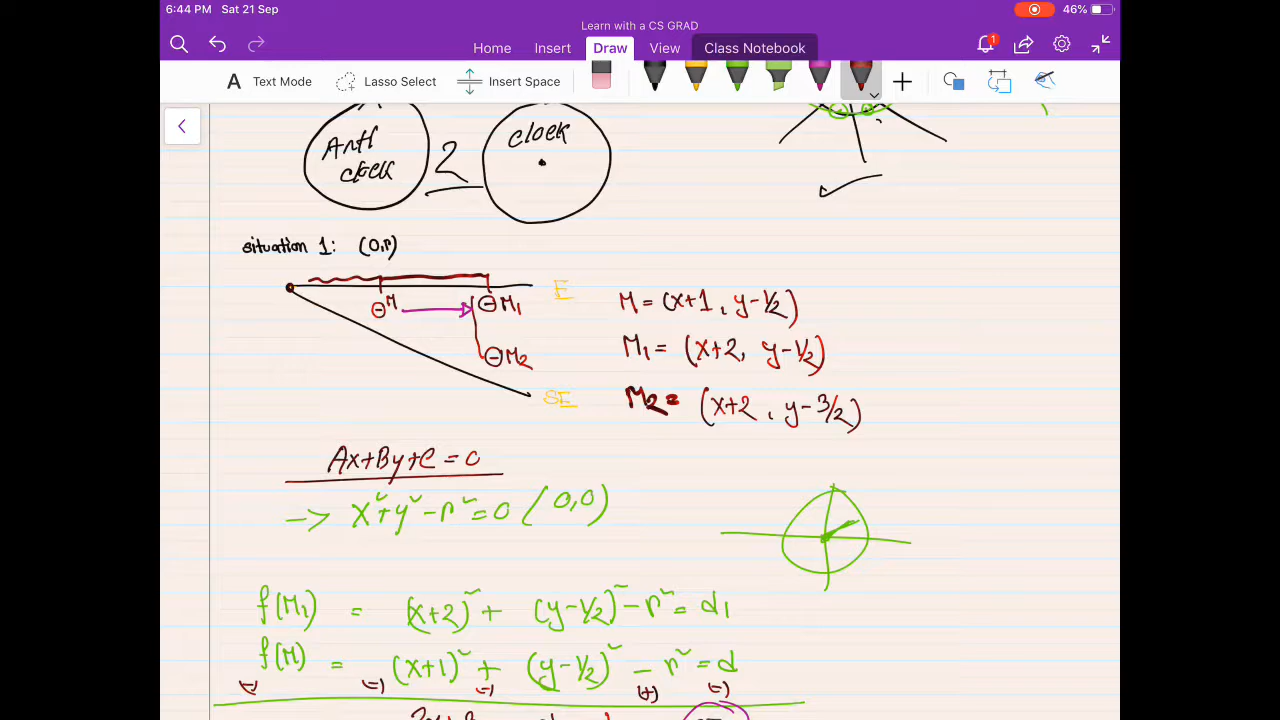 6:44 PM Sat 21 Sep
46%
Learn with a CS GRAD
Home Insert Draw View Class Notebook
1
A Text Mode Lasso Select Insert Space
Anti clock 2 clock
situation 1: (0,r)
E
M M1
M2
SE
M = (x+1, y-1/2)
M1 = (x+2, y-1/2)
M2 = (x+2, y-3/2)
Ax+By+C = 0
-> x²+y²-r² = 0 (0,0)
f(M1) = (x+2)² + (y-1/2)² - r² = d1
f(M) = (x+1)² + (y-1/2)² - r² = d
(-) (-) (-) (+) (-)